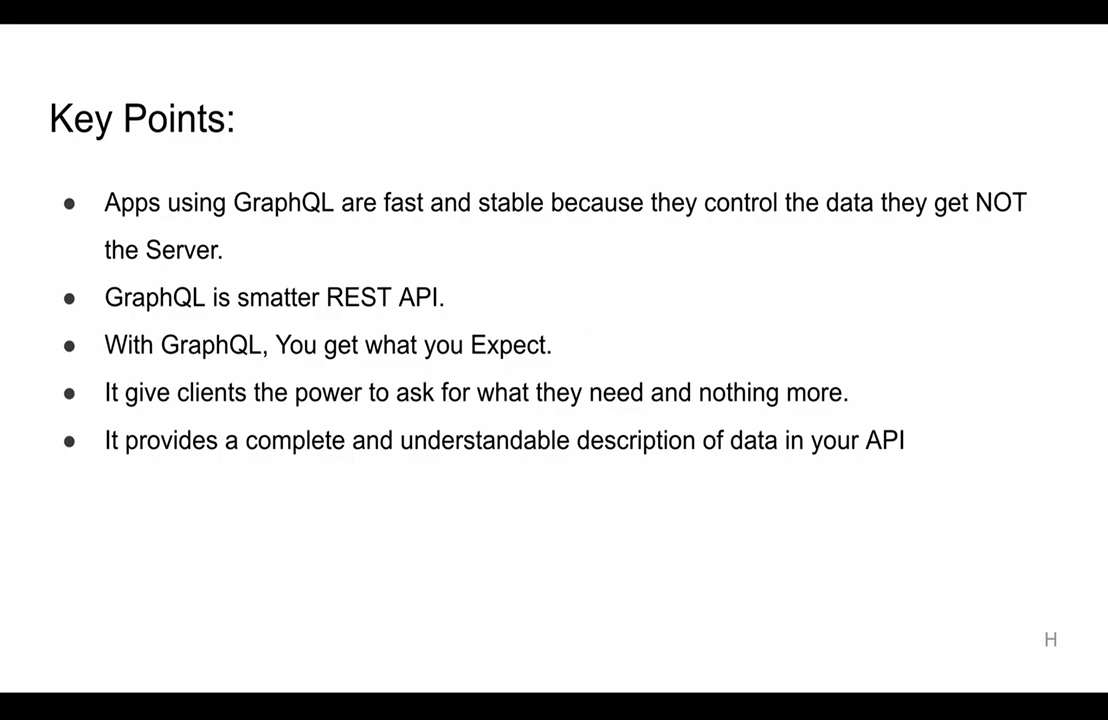 Key Points:
● Apps using GraphQL are fast and stable because they control the data they get NOT
the Server.
● GraphQL is smatter REST API.
● With GraphQL, You get what you Expect.
● It give clients the power to ask for what they need and nothing more.
● It provides a complete and understandable description of data in your API
H